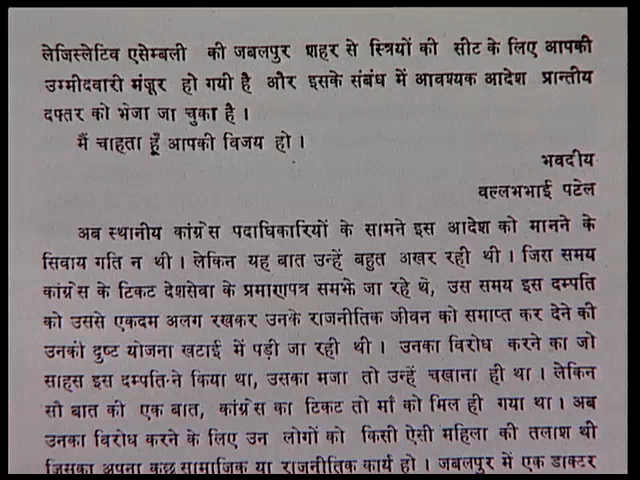 लेजिस्लेटिव एसेम्बली की जबलपुर शहर से स्त्रियों की सीट के लिए आपकी
उम्मीदवारी मंजूर हो गयी है और इसके संबंध में आवश्यक आदेश प्रान्तीय
दफ्तर को भेजा जा चुका है ।
मैं चाहता हूँ आपकी विजय हो ।
भवदीय
वल्लभभाई पटेल
अब स्थानीय कांग्रेस पदाधिकारियों के सामने इस आदेश को मानने के
सिवाय गति न थी । लेकिन यह बात उन्हें बहुत अखर रही थी । जिस समय
कांग्रेस के टिकट देशसेवा के प्रमाणपत्र समझे जा रहे थे, उस समय इस दम्पति
को उससे एकदम अलग रखकर उनके राजनीतिक जीवन को समाप्त कर देने की
उनकी दुष्ट योजना खटाई में पड़ी जा रही थी । उनका विरोध करने का जो
साहस इस दम्पति ने किया था, उसका मजा तो उन्हें चखाना ही था । लेकिन
सौ बात की एक बात, कांग्रेस का टिकट तो माँ को मिल ही गया था । अब
उनका विरोध करने के लिए उन लोगों को किसी ऐसी महिला की तलाश थी
जिसका अपना कुछ सामाजिक या राजनीतिक कार्य हो । जबलपुर में एक डाक्टर